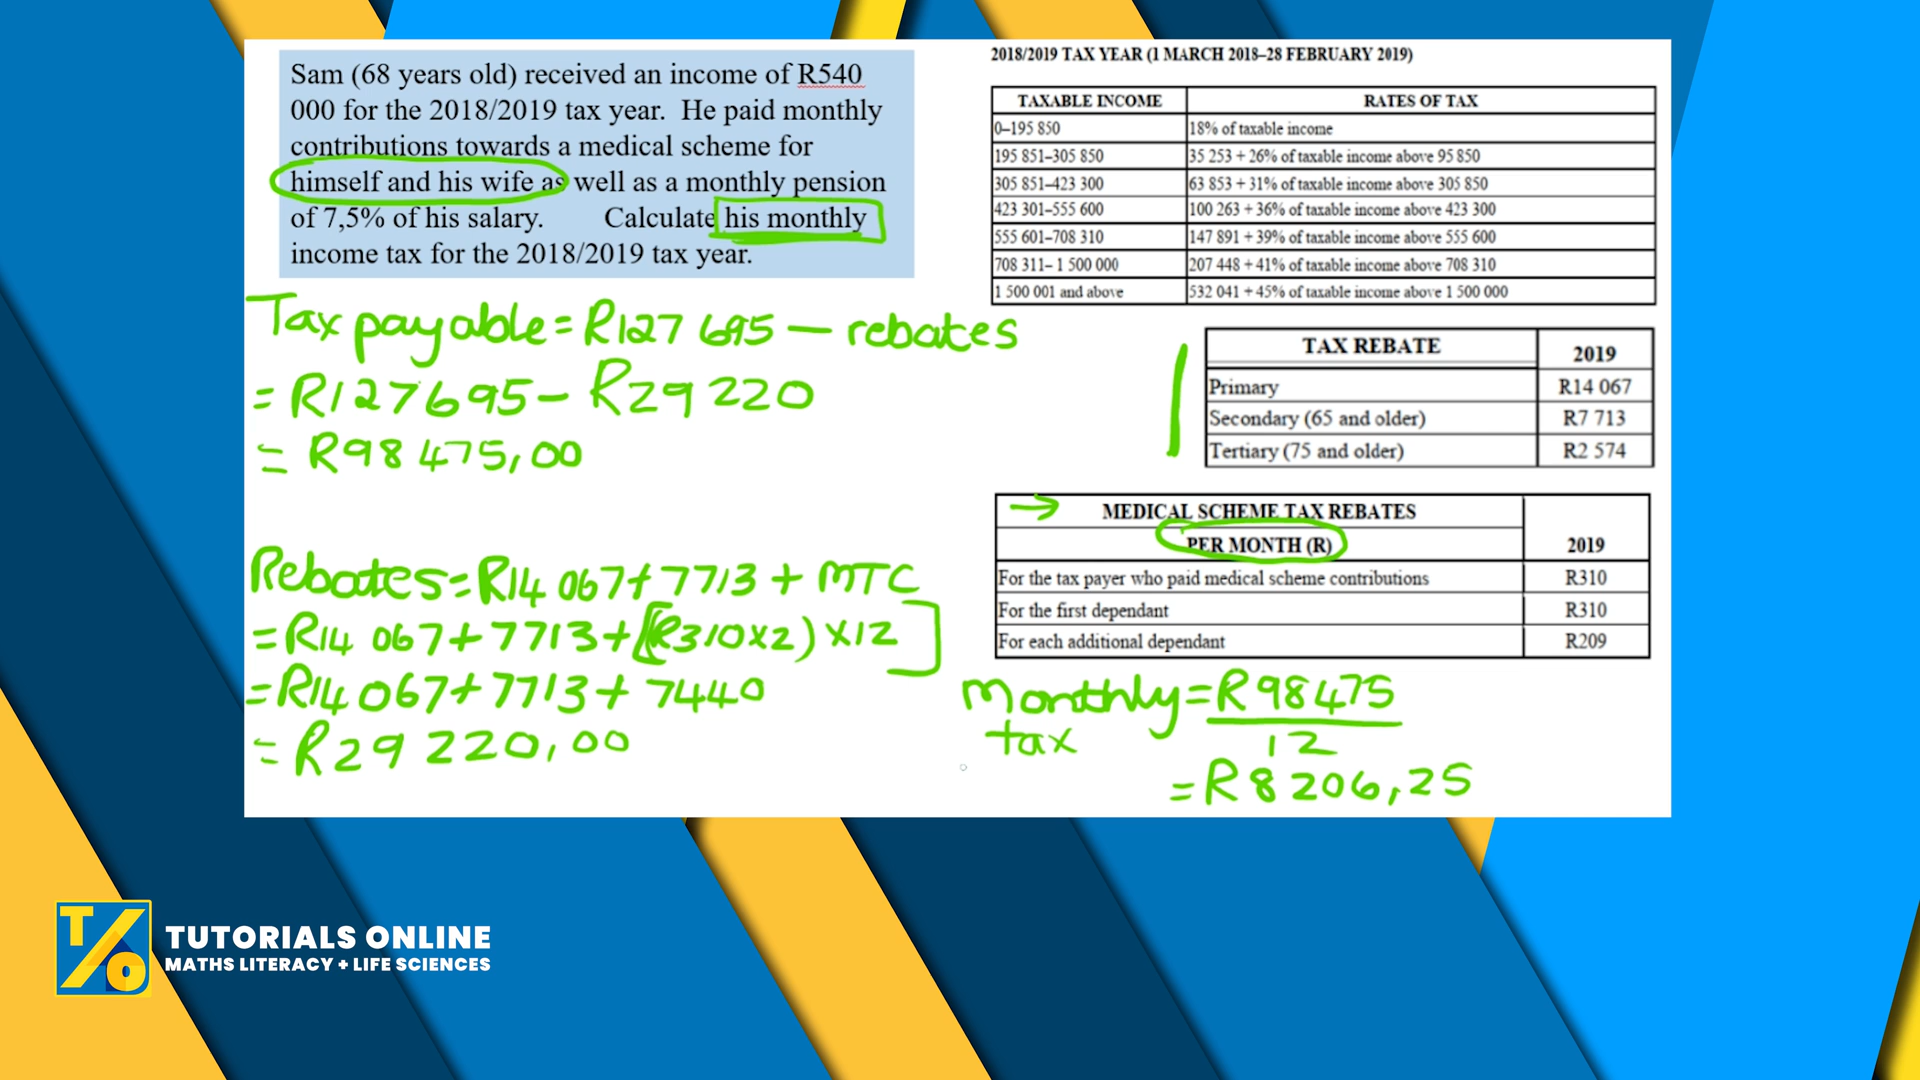 Sam (68 years old) received an income of R540
000 for the 2018/2019 tax year. He paid monthly
contributions towards a medical scheme for
himself and his wife as well as a monthly pension
of 7,5% of his salary. Calculate his monthly
income tax for the 2018/2019 tax year.
Tax payable = R127 695 — rebates
= R127695 - R29 220
= R98 475,00
Rebates = R14 067 + 7713 + MTC
= R14 067 + 7713 + [(R310x2) x12]
= R14 067 + 7713 + 7440
= R29 220,00
2018/2019 TAX YEAR (1 MARCH 2018–28 FEBRUARY 2019)
TAXABLE INCOME RATES OF TAX
0–195 850 18% of taxable income
195 851–305 850 35 253 + 26% of taxable income above 95 850
305 851–423 300 63 853 + 31% of taxable income above 305 850
423 301–555 600 100 263 + 36% of taxable income above 423 300
555 601–708 310 147 891 + 39% of taxable income above 555 600
708 311– 1 500 000 207 448 + 41% of taxable income above 708 310
1 500 001 and above 532 041 + 45% of taxable income above 1 500 000
TAX REBATE 2019
Primary R14 067
Secondary (65 and older) R7 713
Tertiary (75 and older) R2 574
→ MEDICAL SCHEME TAX REBATES
PER MONTH (R) 2019
For the tax payer who paid medical scheme contributions R310
For the first dependant R310
For each additional dependant R209
Monthly = R98475
tax 12
= R8206,25
T/O
TUTORIALS ONLINE
MATHS LITERACY + LIFE SCIENCES